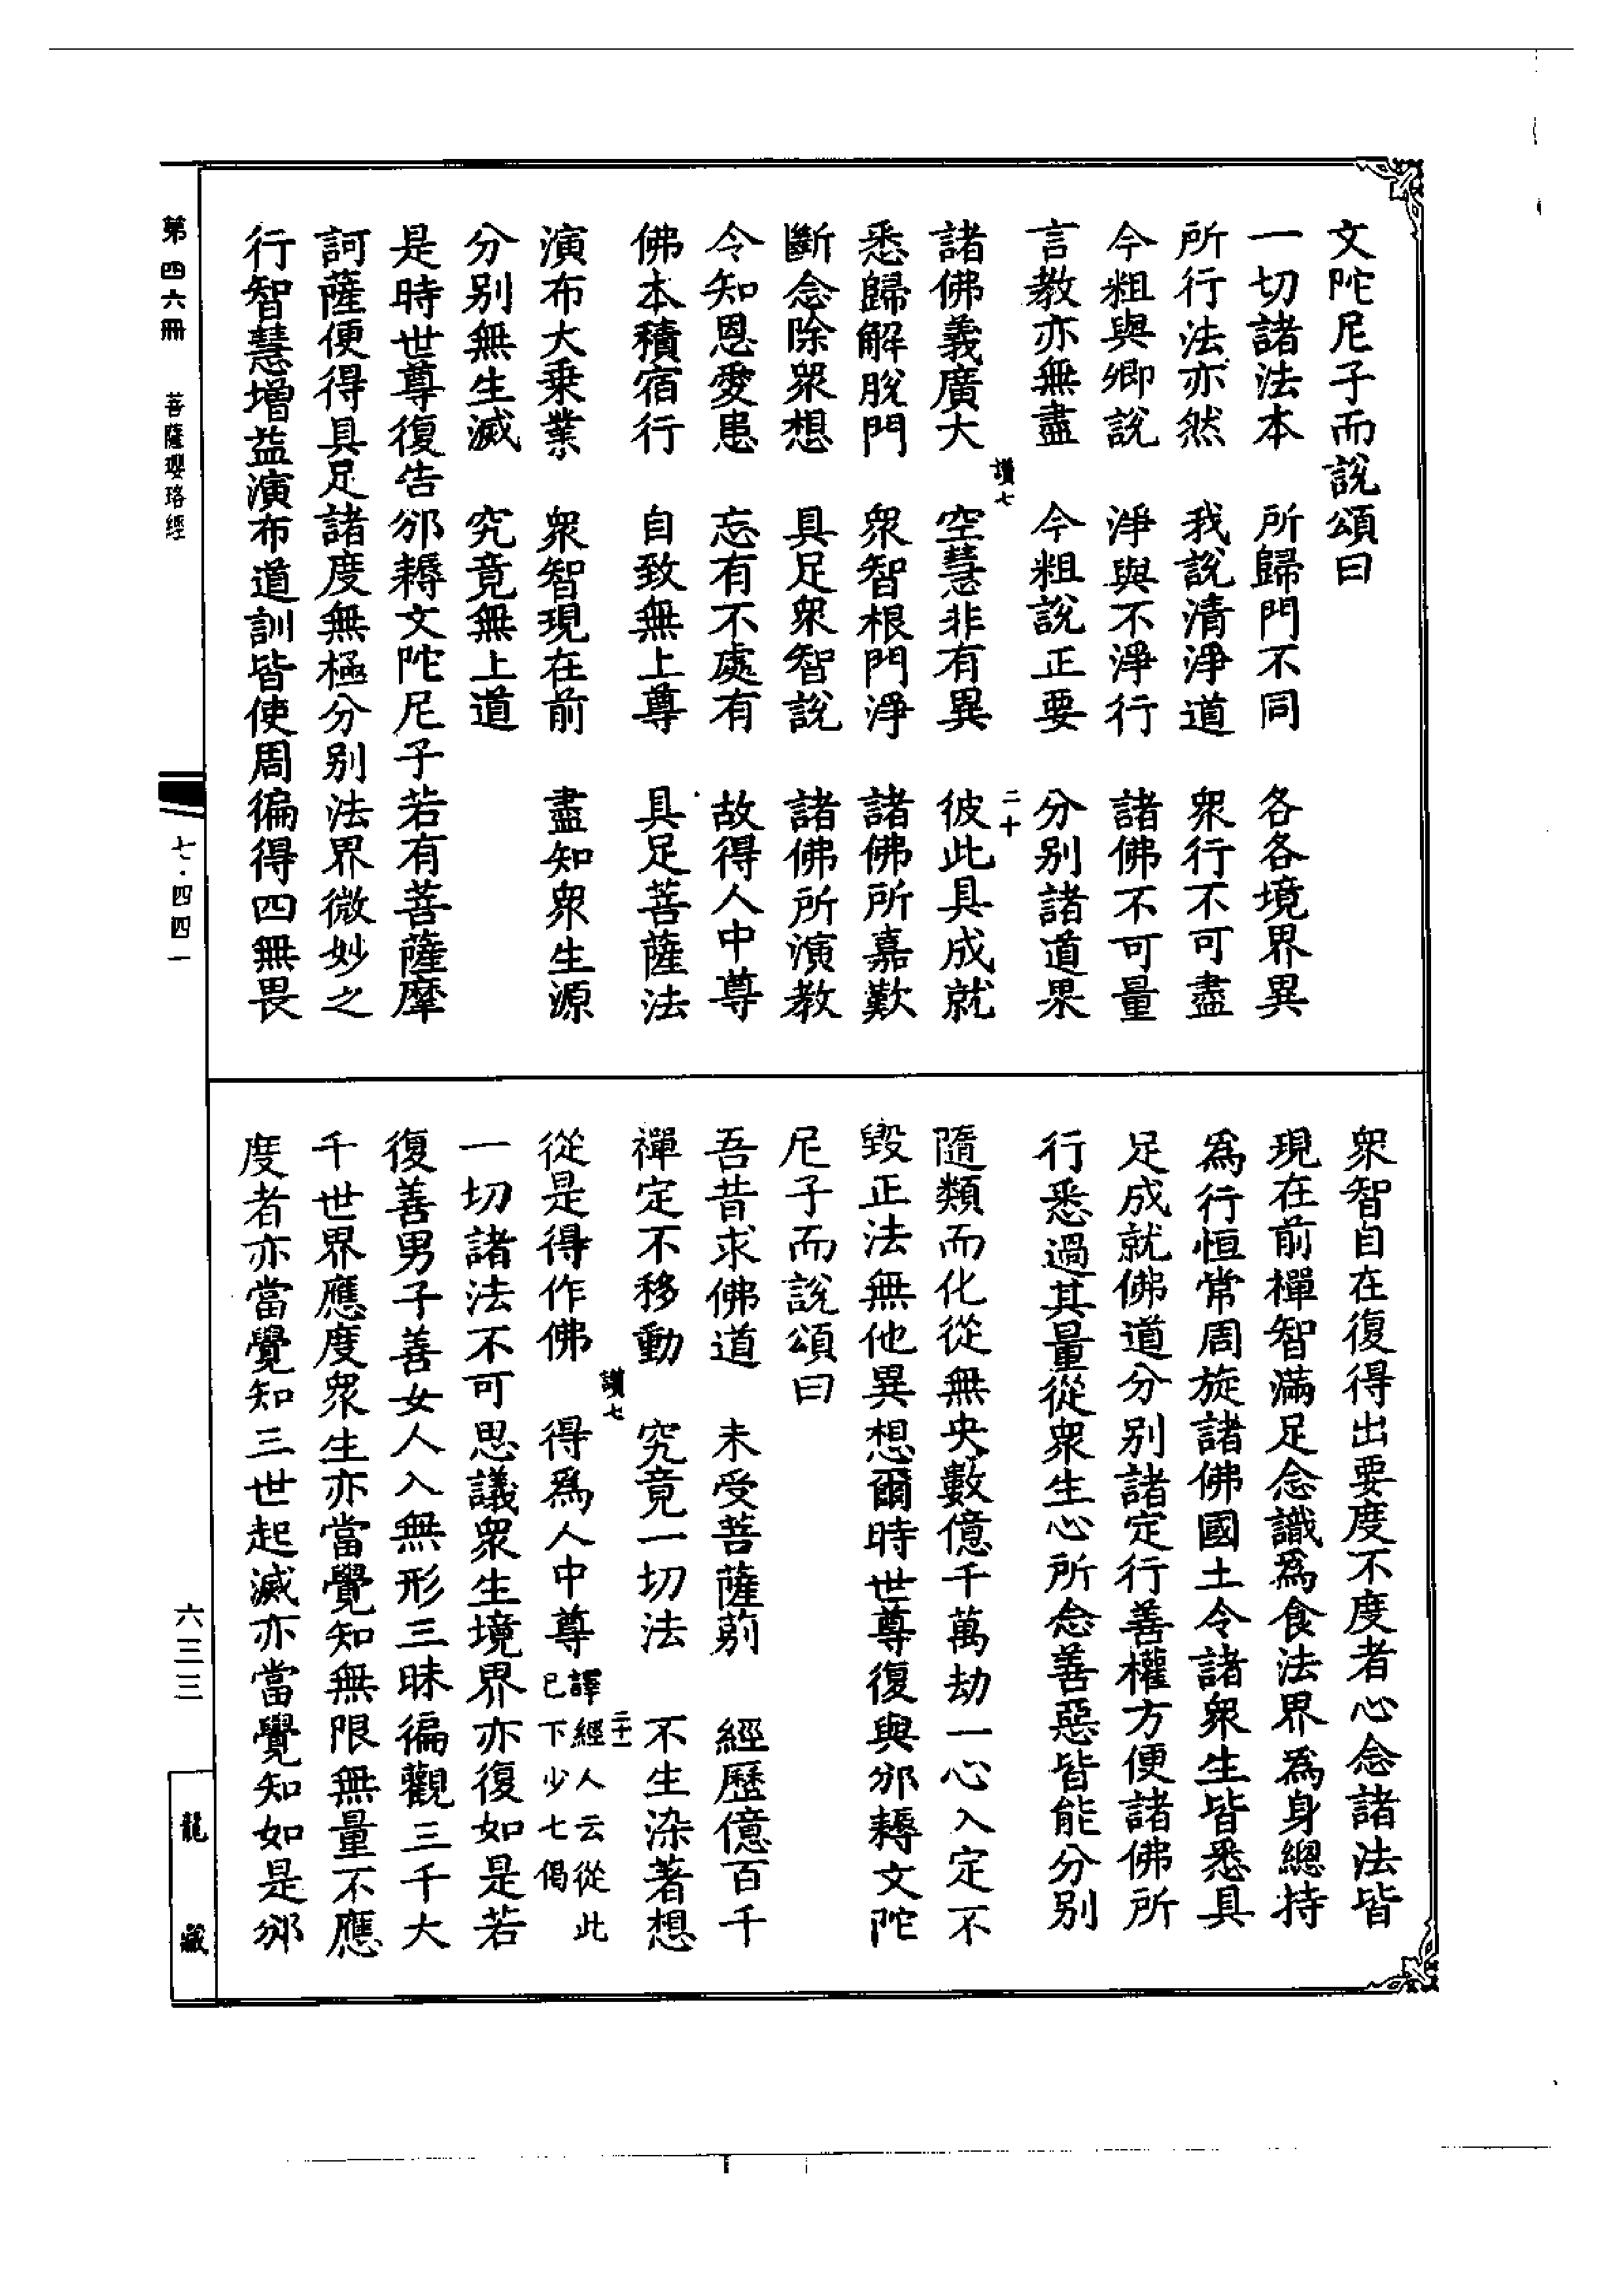 文陀尼子而說頌曰
一切諸法本　所歸門不同　各各境界異
所行法亦然　我說清淨道　衆行不可盡
今粗與卿說　淨與不淨行　諸佛不可量
言教亦無盡　今粗說正要　分别諸道果
讃七　二十
諸佛義廣大　空慧非有異　彼此具成就
悉歸解脫門　衆智根門淨　諸佛所嘉歎
斷念除衆想　具足衆智說　諸佛所演教
令知恩愛患　忘有不處有　故得人中尊
佛本積宿行　自致無上尊　具足菩薩法
演布大乗業　衆智現在前　盡知衆生源
分别無生滅　究竟無上道
是時世尊復告邠耨文陀尼子若有菩薩摩
訶薩便得具足諸度無極分别法界微妙之
行智慧增益演布道訓皆使周徧得四無畏
衆智自在復得出要度不度者心念諸法皆
現在前禪智滿足念識爲食法界爲身總持
爲行恒常周旋諸佛國土令諸衆生皆悉具
足成就佛道分别諸定行善權方便諸佛所
行悉過其量從衆生心所念善惡皆能分别
隨類而化從無央數億千萬劫一心入定不
毀正法無他異想爾時世尊復與邠耨文陀
尼子而說頌曰
吾昔求佛道　未受菩薩莂　經歷億百千
禪定不移動　究竟一切法　不生染著想
讃七　二十一
從是得作佛　得爲人中尊　譯經人云從此已下少七偈
一切諸法不可思議衆生境界亦復如是若
復善男子善女人入無形三昧徧觀三千大
千世界應度衆生亦當覺知無限無量不應
度者亦當覺知三世起滅亦當覺知如是邠
第四六冊　菩薩瓔珞經　七·四四一　六三三　龍藏